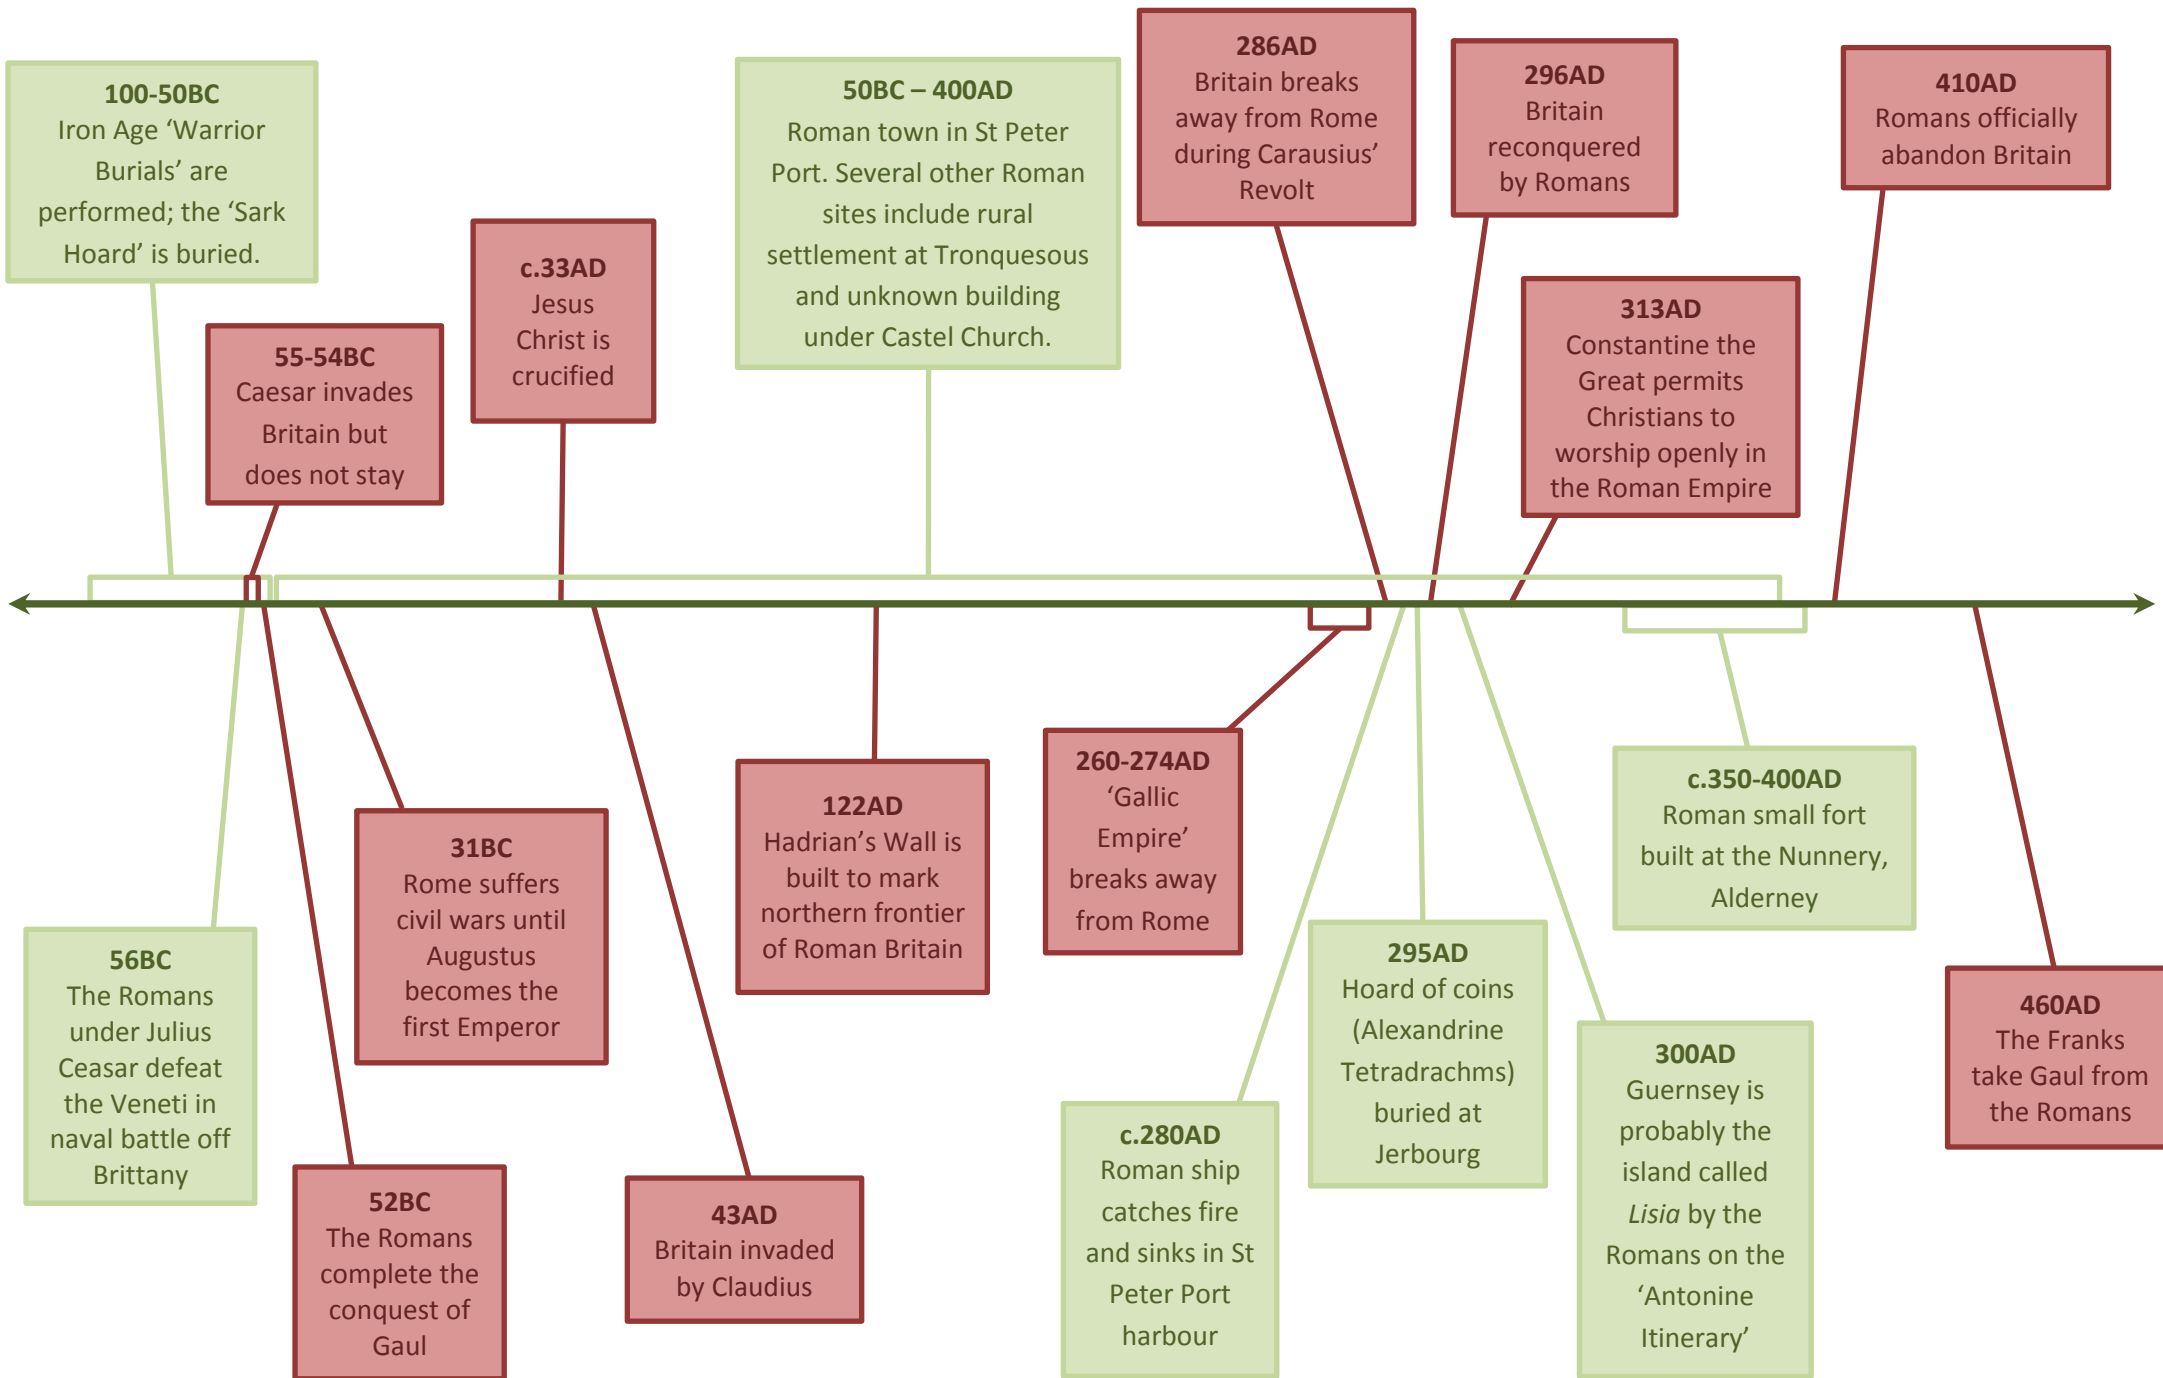 100-50BC
Iron Age ‘Warrior
Burials’ are
performed; the ‘Sark
Hoard’ is buried.
55-54BC
Caesar invades
Britain but
does not stay
c.33AD
Jesus
Christ is
crucified
50BC – 400AD
Roman town in St Peter
Port. Several other Roman
sites include rural
settlement at Tronquesous
and unknown building
under Castel Church.
286AD
Britain breaks
away from Rome
during Carausius’
Revolt
296AD
Britain
reconquered
by Romans
313AD
Constantine the
Great permits
Christians to
worship openly in
the Roman Empire
410AD
Romans officially
abandon Britain
56BC
The Romans
under Julius
Ceasar defeat
the Veneti in
naval battle off
Brittany
52BC
The Romans
complete the
conquest of
Gaul
31BC
Rome suffers
civil wars until
Augustus
becomes the
first Emperor
43AD
Britain invaded
by Claudius
122AD
Hadrian’s Wall is
built to mark
northern frontier
of Roman Britain
260-274AD
‘Gallic
Empire’
breaks away
from Rome
c.280AD
Roman ship
catches fire
and sinks in St
Peter Port
harbour
295AD
Hoard of coins
(Alexandrine
Tetradrachms)
buried at
Jerbourg
300AD
Guernsey is
probably the
island called
Lisia by the
Romans on the
‘Antonine
Itinerary’
c.350-400AD
Roman small fort
built at the Nunnery,
Alderney
460AD
The Franks
take Gaul from
the Romans